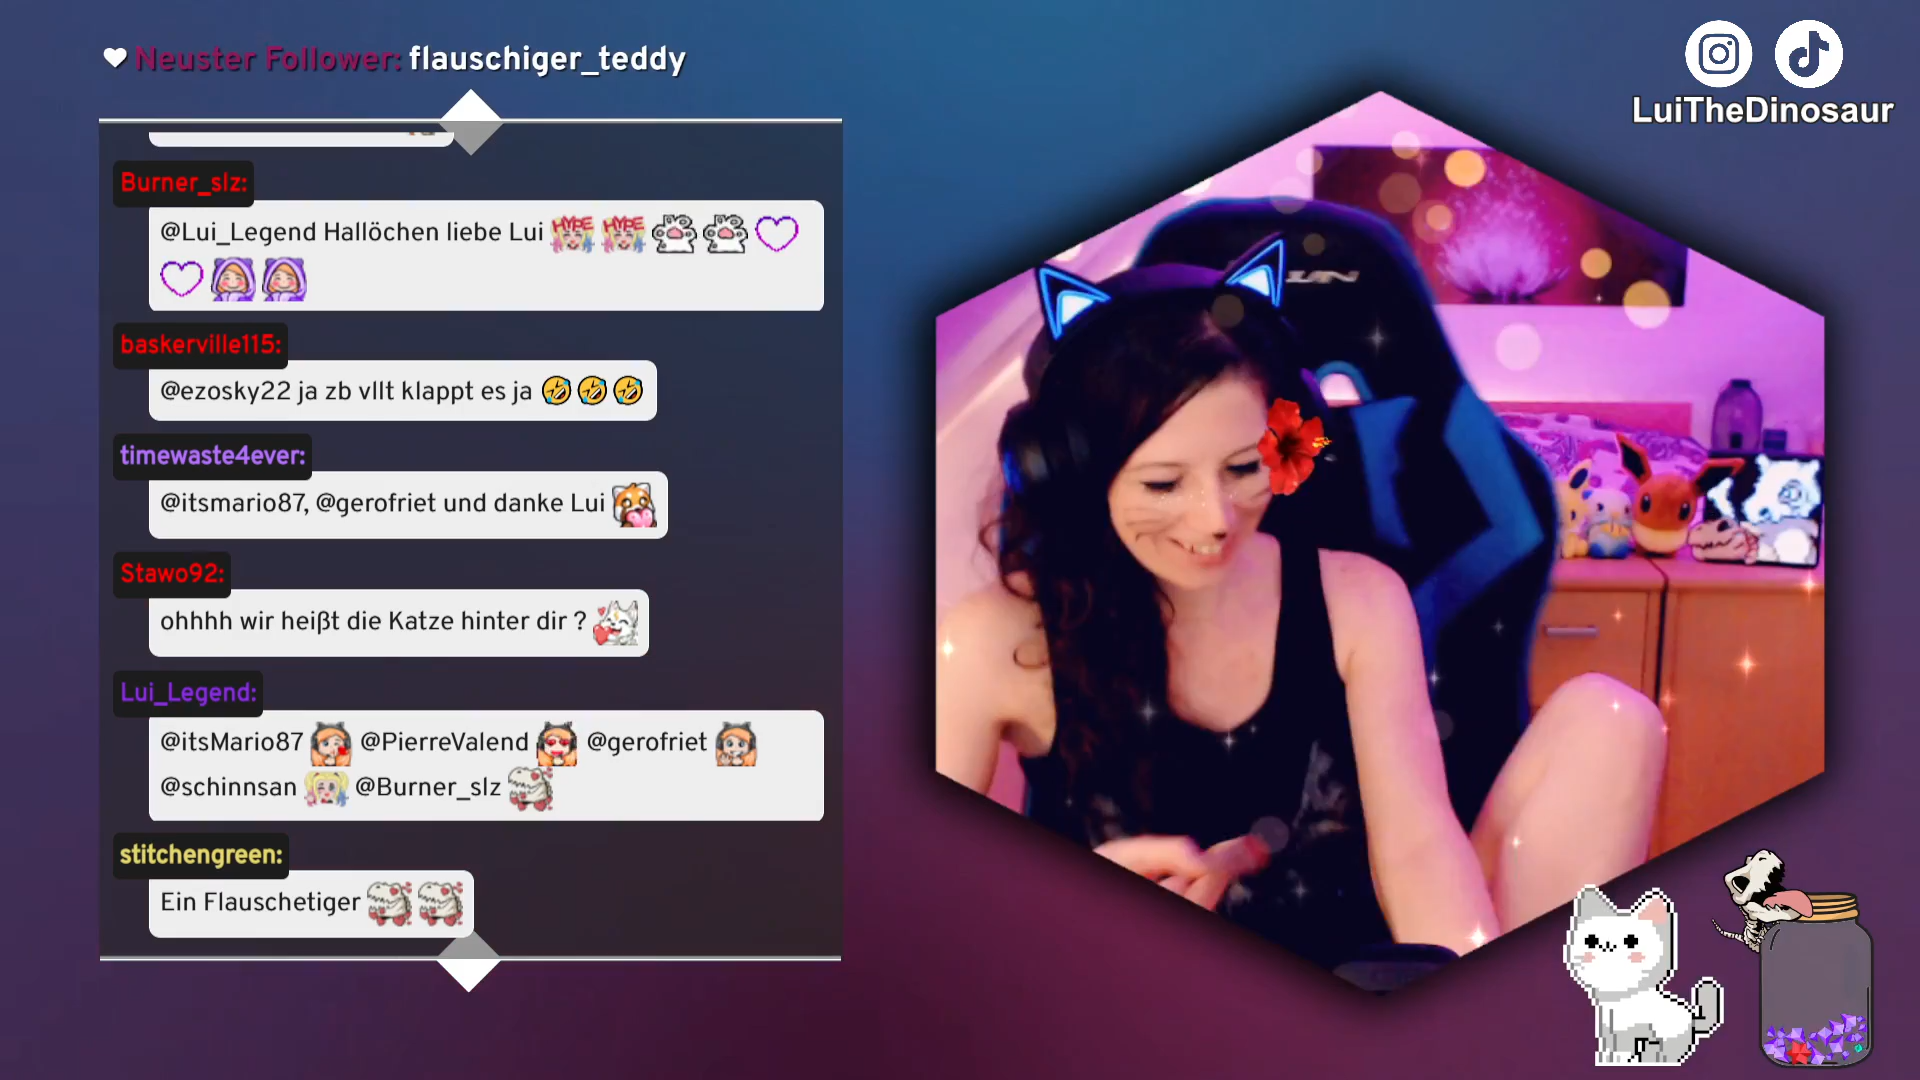 Neuster Follower: flauschiger_teddy
LuiTheDinosaur
Burner_slz:
@Lui_Legend Hallöchen liebe Lui HYPE HYPE
baskerville115:
@ezosky22 ja zb vllt klappt es ja
timewaste4ever:
@itsmario87, @gerofriet und danke Lui
Stawo92:
ohhhh wir heißt die Katze hinter dir ?
Lui_Legend:
@itsMario87 @PierreValend @gerofriet
@schinnsan @Burner_slz
stitchengreen:
Ein Flauschetiger